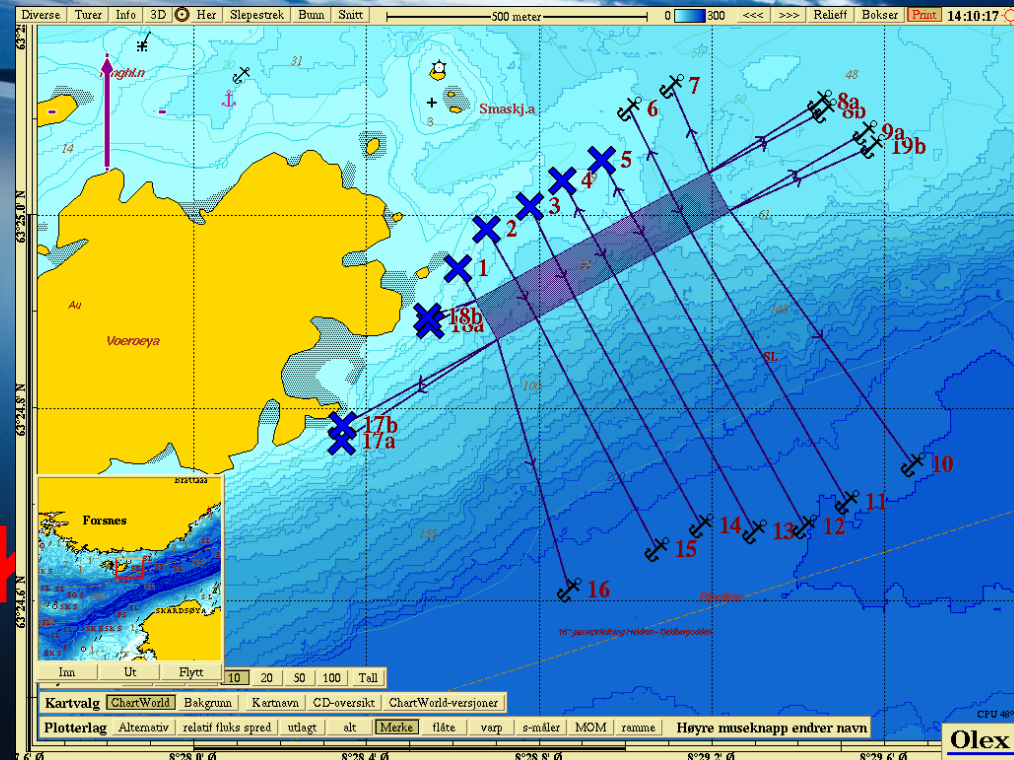 Diverse Turer Info 3D Her Slepestrek Bunn Snitt 500 meter 0 300 <<< >>> Relieff Bokser Print 14:10:17
31
48
7
6
8a
8b
Smaskj.a
3
14
9a
19b
5
4
3
61
63°25.0' N
2
1
Au
18b
18a
Voeroeya
SL
100
63°24.8' N
17b
17a
10
11
Forsnes
14
13
12
15
16
63°24.6' N
SKARDSØYA
Inn Ut Flytt
10 20 50 100 Tall
Kartvalg ChartWorld Bakgrunn Kartnavn CD-oversikt ChartWorld-versjoner
Plotterlag Alternativ relatif fluks spred utlagt alt Merke flåte varp s-måler MOM ramme Høyre museknapp endrer navn
Olex
8°28.0' Ø 8°28.4' Ø 8°28.8' Ø 8°29.2' Ø 8°29.6' Ø